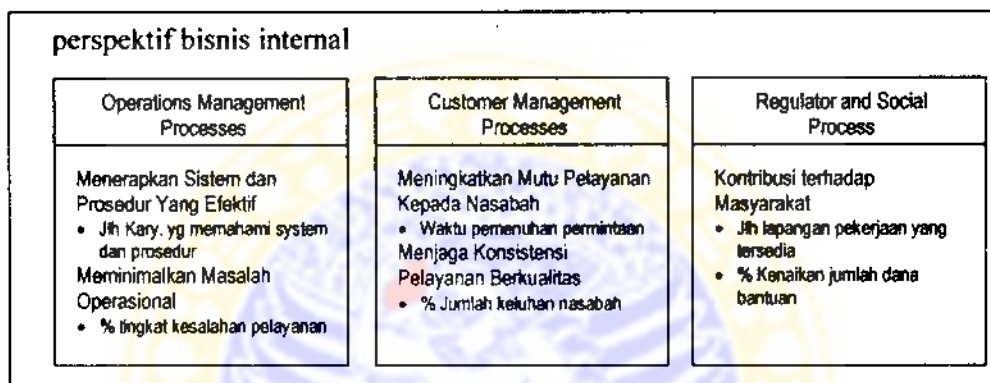 perspektif bisnis internal
Operations Management
Processes
Menerapkan Sistem dan
Prosedur Yang Efektif
• Jlh Kary. yg memahami system
dan prosedur
Meminimalkan Masalah
Operasional
• % tingkat kesalahan pelayanan
Customer Management
Processes
Meningkatkan Mutu Pelayanan
Kepada Nasabah
• Waktu pemenuhan permintaan
Menjaga Konsistensi
Pelayanan Berkualitas
• % Jumlah keluhan nasabah
Regulator and Social
Process
Kontribusi terhadap
Masyarakat
• Jlh lapangan pekerjaan yang
tersedia
• % Kenaikan jumlah dana
bantuan